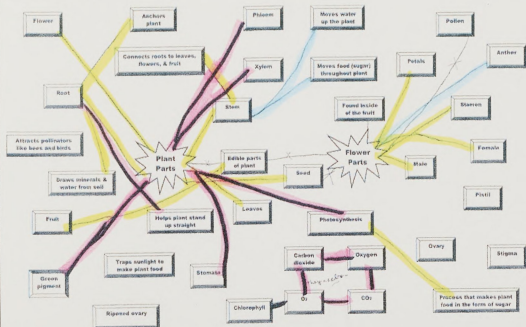 Flower
Anchors
plant
Phloem
Moves water
up the plant
Pollen
Connects roots to leaves,
flowers, & fruit
Xylem
Moves food (sugar)
throughout plant
Petals
Anther
Root
Stem
Found inside
of the fruit
Stamen
Attracts pollinators
like bees and birds
Plant
Parts
Edible parts
of plant
Flower
Parts
Female
Male
Draws minerals &
water from soil
Seed
Pistil
Fruit
Helps plant stand
up straight
Leaves
Photosynthesis
Ovary
Stigma
Green
pigment
Traps sunlight to
make plant food
Stomata
Carbon
dioxide
Oxygen
Ripened ovary
Chlorophyll
O₂
CO₂
Process that makes plant
food in the form of sugar